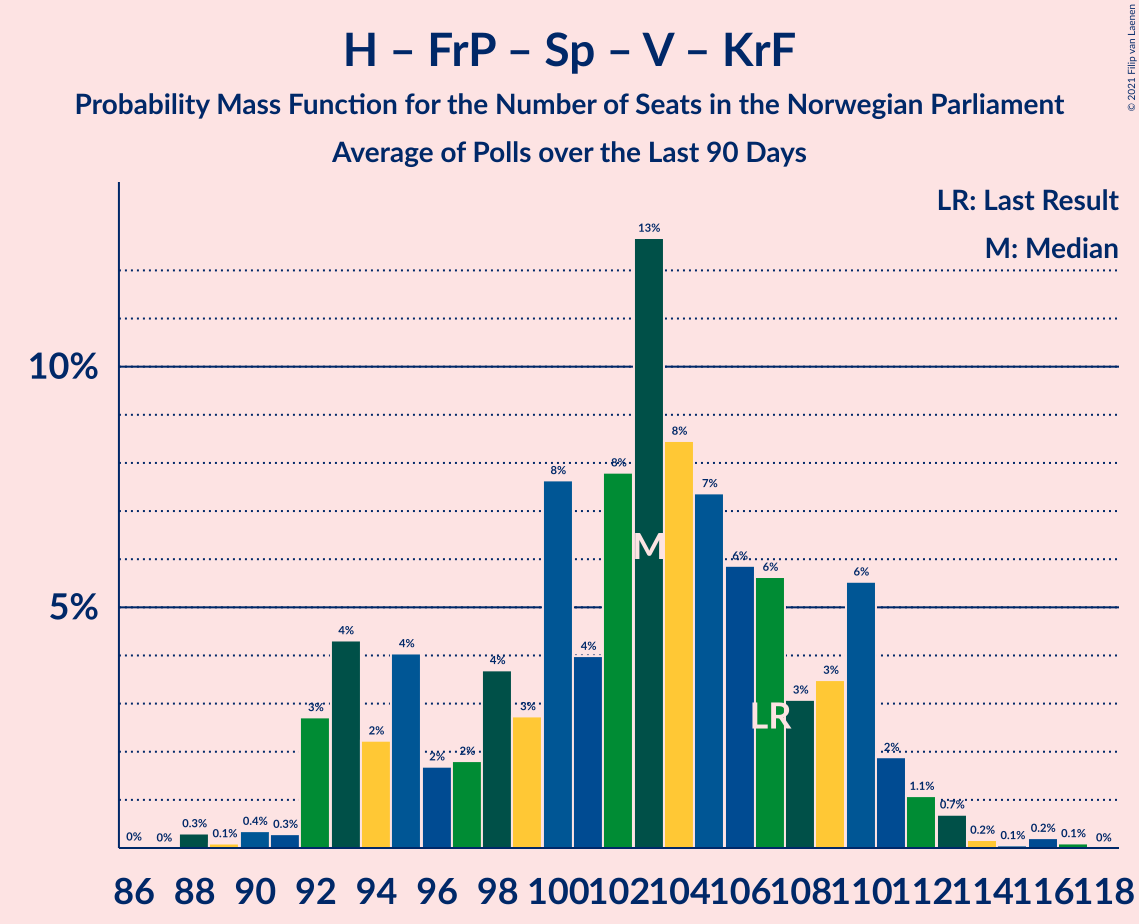 H – FrP – Sp – V – KrF
Probability Mass Function for the Number of Seats in the Norwegian Parliament
Average of Polls over the Last 90 Days
© 2021 Filip van Laenen
LR: Last Result
M: Median
10%
5%
0% 0% 0.3% 0.1% 0.4% 0.3% 3% 4% 2% 4% 2% 2% 4% 3% 8% 4% 8% 13% 8% 7% 6% 6% 3% 3% 6% 2% 1.1% 0.7% 0.2% 0.1% 0.2% 0.1% 0%
M
LR
86 88 90 92 94 96 98 100 102 104 106 108 110 112 114 116 118